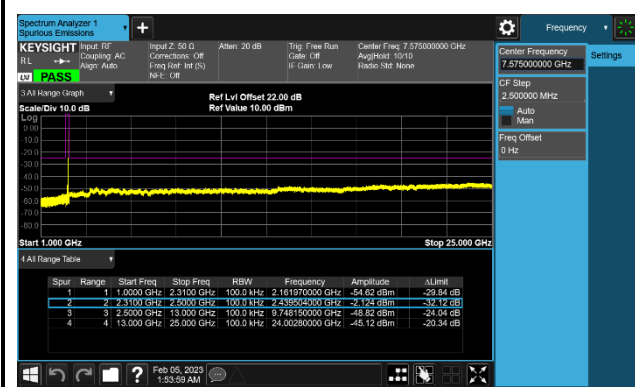 Spectrum Analyzer 1
Spurious Emissions
+
Frequency
KEYSIGHT
RL
LW PASS
Input: RF
Coupling: AC
Align: Auto
Input Z: 50 Ω
Corrections: Off
Freq Ref: Int (S)
NFE: Off
Atten: 20 dB
Trig: Free Run
Gate: Off
IF Gain: Low
Center Freq: 7.575000000 GHz
Avg|Hold: 10/10
Radio Std: None
Center Frequency
7.575000000 GHz
Settings
CF Step
2.500000 MHz
Auto
Man
Freq Offset
0 Hz
3 All Range Graph
Scale/Div 10.0 dB
Ref Lvl Offset 22.00 dB
Ref Value 10.00 dBm
Log
0.00
-10.0
-20.0
-30.0
-40.0
-50.0
-60.0
-70.0
-80.0
Start 1.000 GHz
Stop 25.000 GHz
4 All Range Table
Spur Range Start Freq Stop Freq RBW Frequency Amplitude ΔLimit
1 1 1.0000 GHz 2.3100 GHz 100.0 kHz 2.161970000 GHz -54.62 dBm -29.84 dB
2 2 2.3100 GHz 2.5000 GHz 100.0 kHz 2.439504000 GHz -2.124 dBm -32.12 dB
3 3 2.5000 GHz 13.000 GHz 100.0 kHz 9.748150000 GHz -48.82 dBm -24.04 dB
4 4 13.000 GHz 25.000 GHz 100.0 kHz 24.00280000 GHz -45.12 dBm -20.34 dB
?
Feb 05, 2023
1:53:59 AM